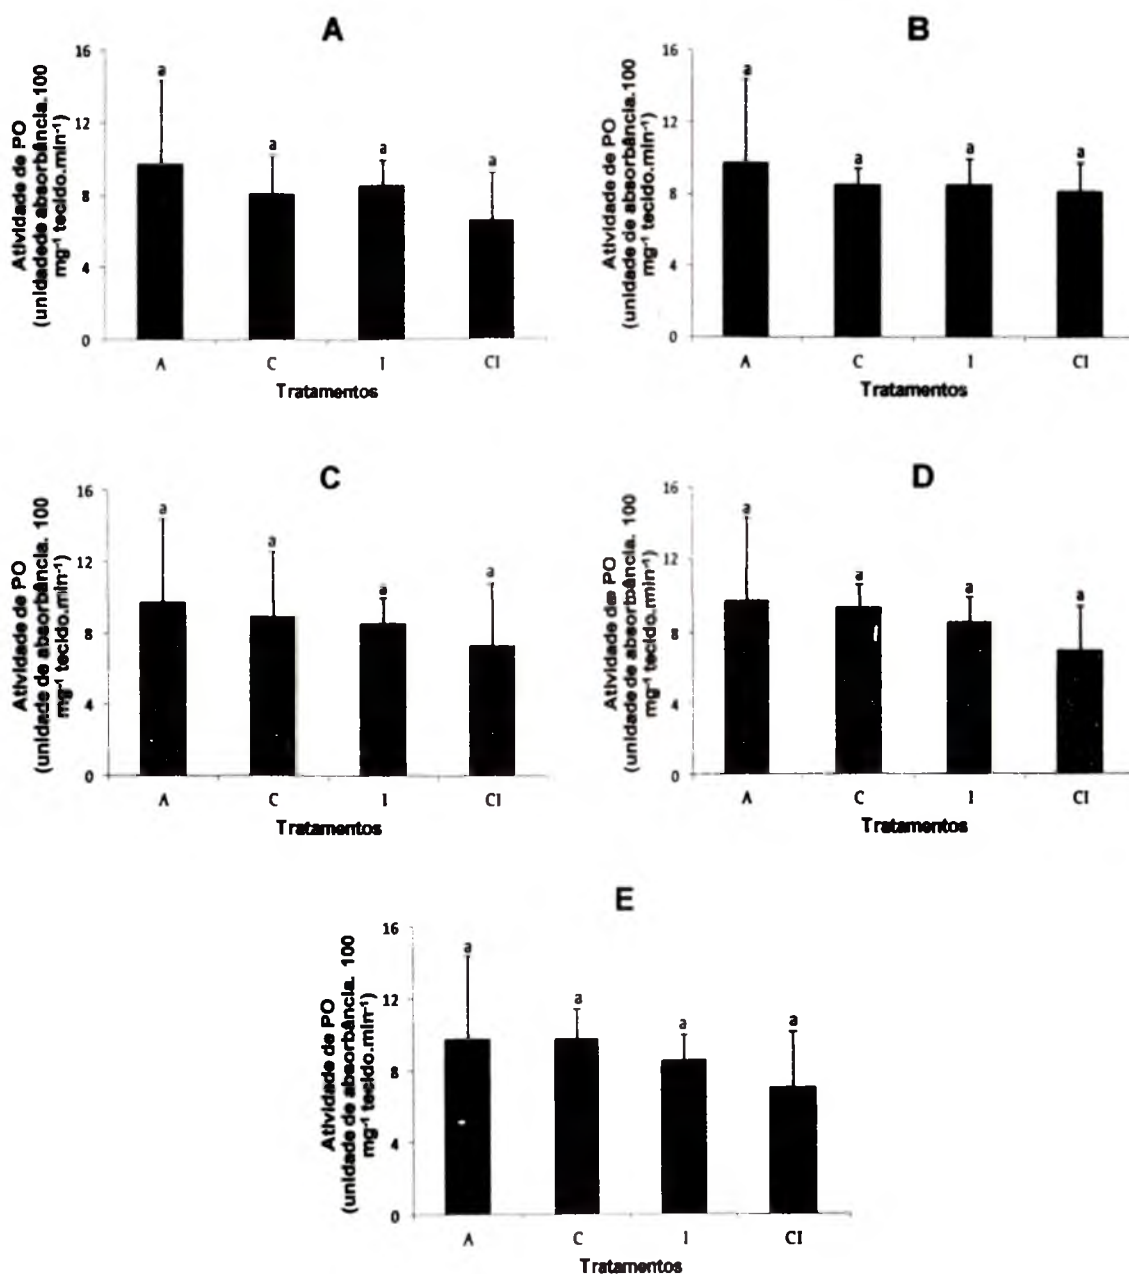 A
Atividade de PO
(unidadede absorbância.100
mg⁻¹ tecido.min⁻¹)
16
12
8
4
0
a
a
a
a
A
C
I
CI
Tratamentos
B
Atividade de PO
(unidade de absorbância.100
mg⁻¹ tecido.min⁻¹)
16
12
8
4
0
a
a
a
a
A
C
I
CI
Tratamentos
C
Atividade de PO
(unidade de absorbância. 100
mg⁻¹ tecido.min⁻¹)
16
12
8
4
0
a
a
a
a
A
C
I
CI
Tratamentos
D
Atividade de PO
(unidade de absorbância. 100
mg⁻¹ tecido.min⁻¹)
16
12
8
4
0
a
a
a
a
A
C
I
CI
Tratamentos
E
Atividade de PO
(unidade de absorbância. 100
mg⁻¹ tecido.min⁻¹)
16
12
8
4
0
a
a
a
a
A
C
I
CI
Tratamentos